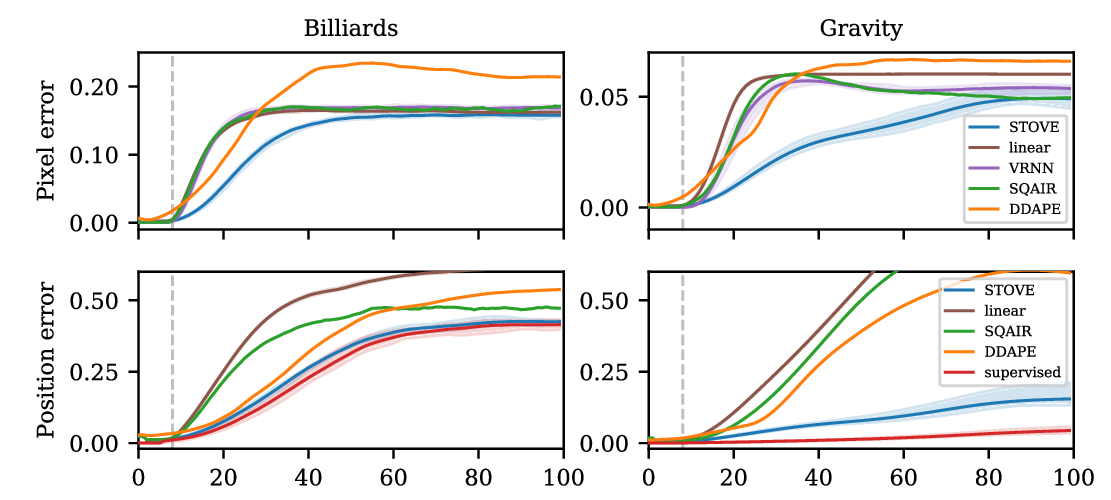 Billiards
Gravity
Pixel error
0.20
0.10
0.00
0.05
0.00
STOVE
linear
VRNN
SQAIR
DDAPE
Position error
0.50
0.25
0.00
0 20 40 60 80 100
0.50
0.25
0.00
0 20 40 60 80 100
STOVE
linear
SQAIR
DDAPE
supervised